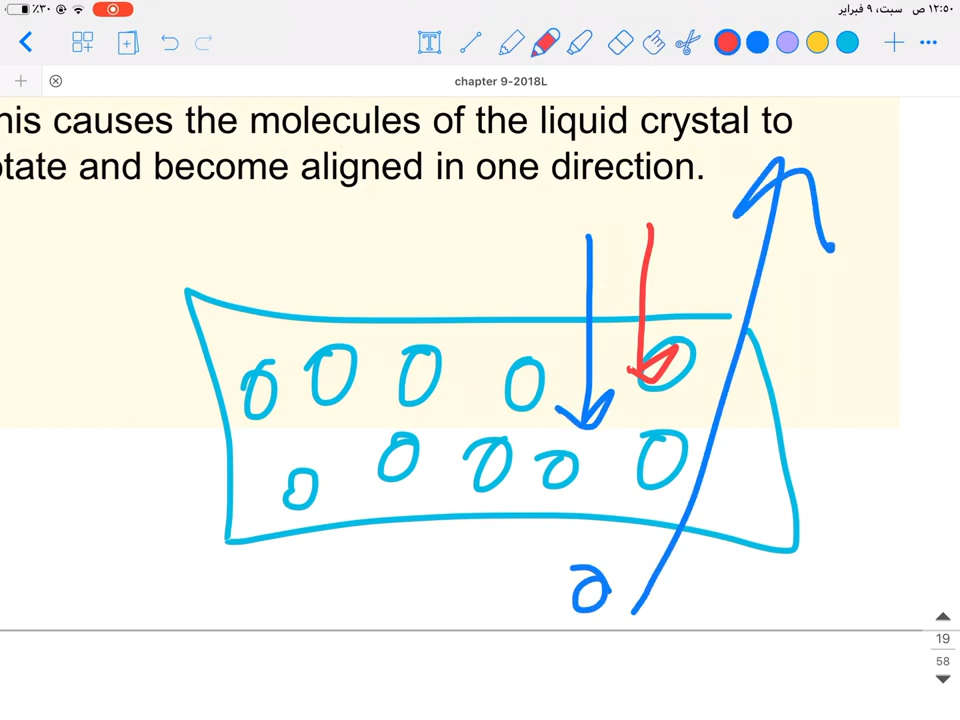 ٪٣٠ سبت، ٩ فبراير ١٢:٥٠ ص
chapter 9-2018L
his causes the molecules of the liquid crystal to
otate and become aligned in one direction.
19
58